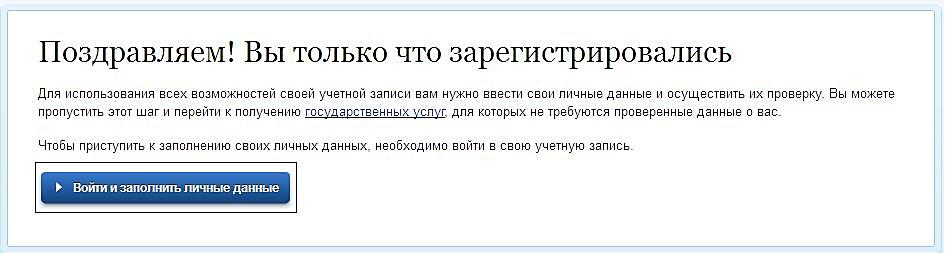 Поздравляем! Вы только что зарегистрировались
Для использования всех возможностей своей учетной записи вам нужно ввести свои личные данные и осуществить их проверку. Вы можете
пропустить этот шаг и перейти к получению государственных услуг, для которых не требуются проверенные данные о вас.
Чтобы приступить к заполнению своих личных данных, необходимо войти в свою учетную запись.
Войти и заполнить личные данные